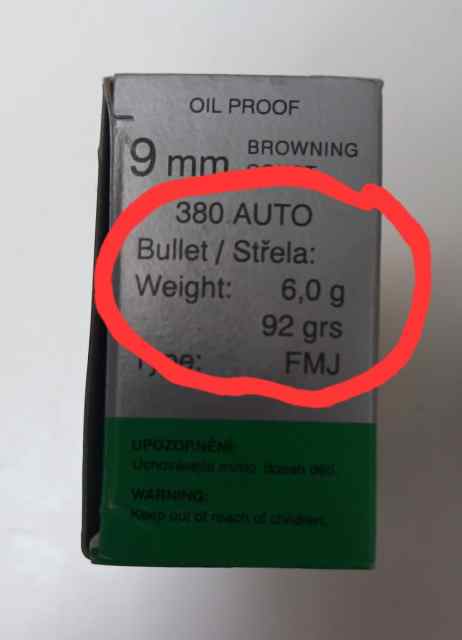 OIL PROOF
9 mm BROWNING
380 AUTO
Bullet / Střela:
Weight: 6,0 g
92 grs
Type: FMJ
UPOZORNĚNÍ:
Uchovávejte mimo dosah dětí.
WARNING:
Keep out of reach of children.